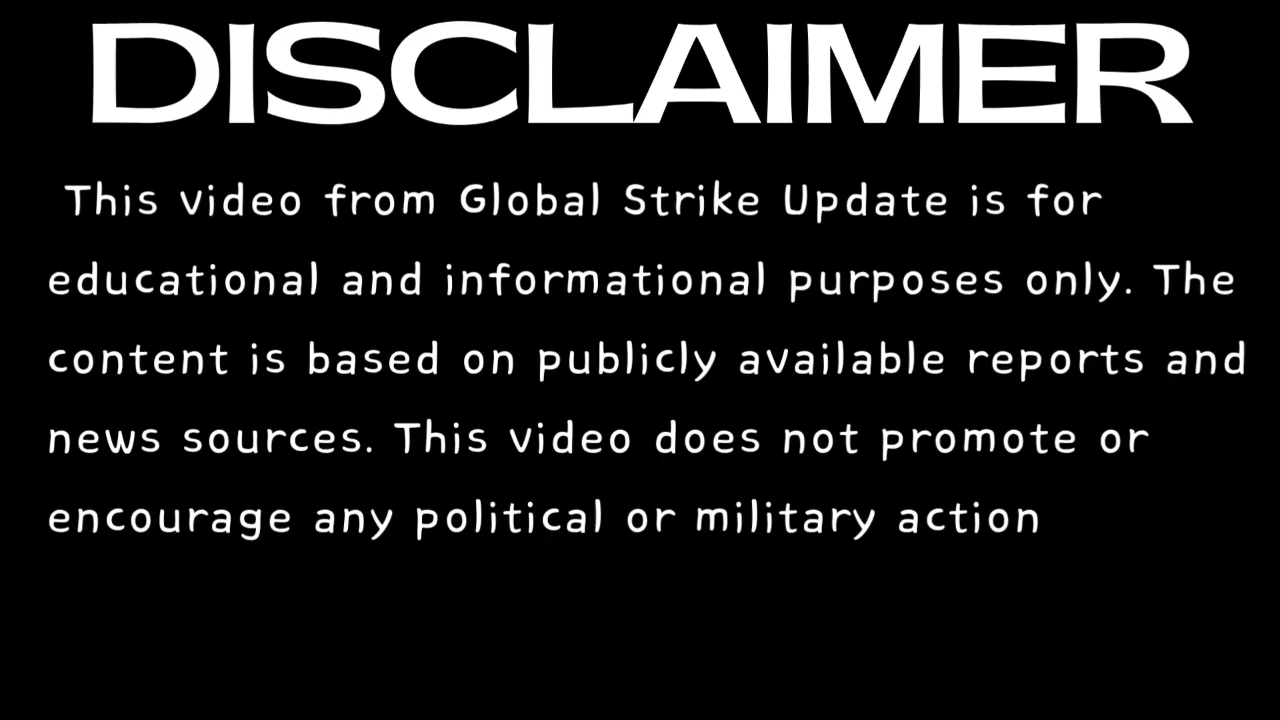 DISCLAIMER
This video from Global Strike Update is for
educational and informational purposes only. The
content is based on publicly available reports and
news sources. This video does not promote or
encourage any political or military action